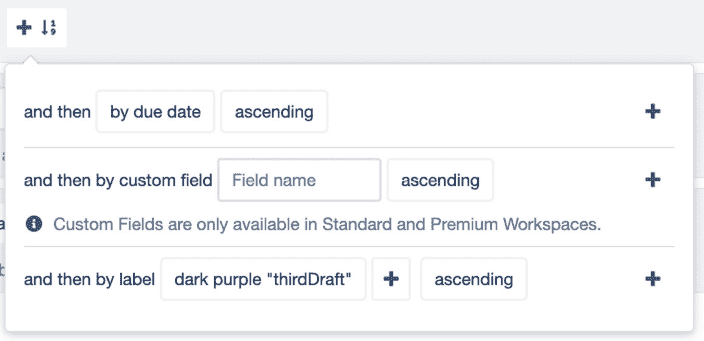 and then by due date ascending
and then by custom field Field name ascending
Custom Fields are only available in Standard and Premium Workspaces.
and then by label dark purple "thirdDraft" ascending